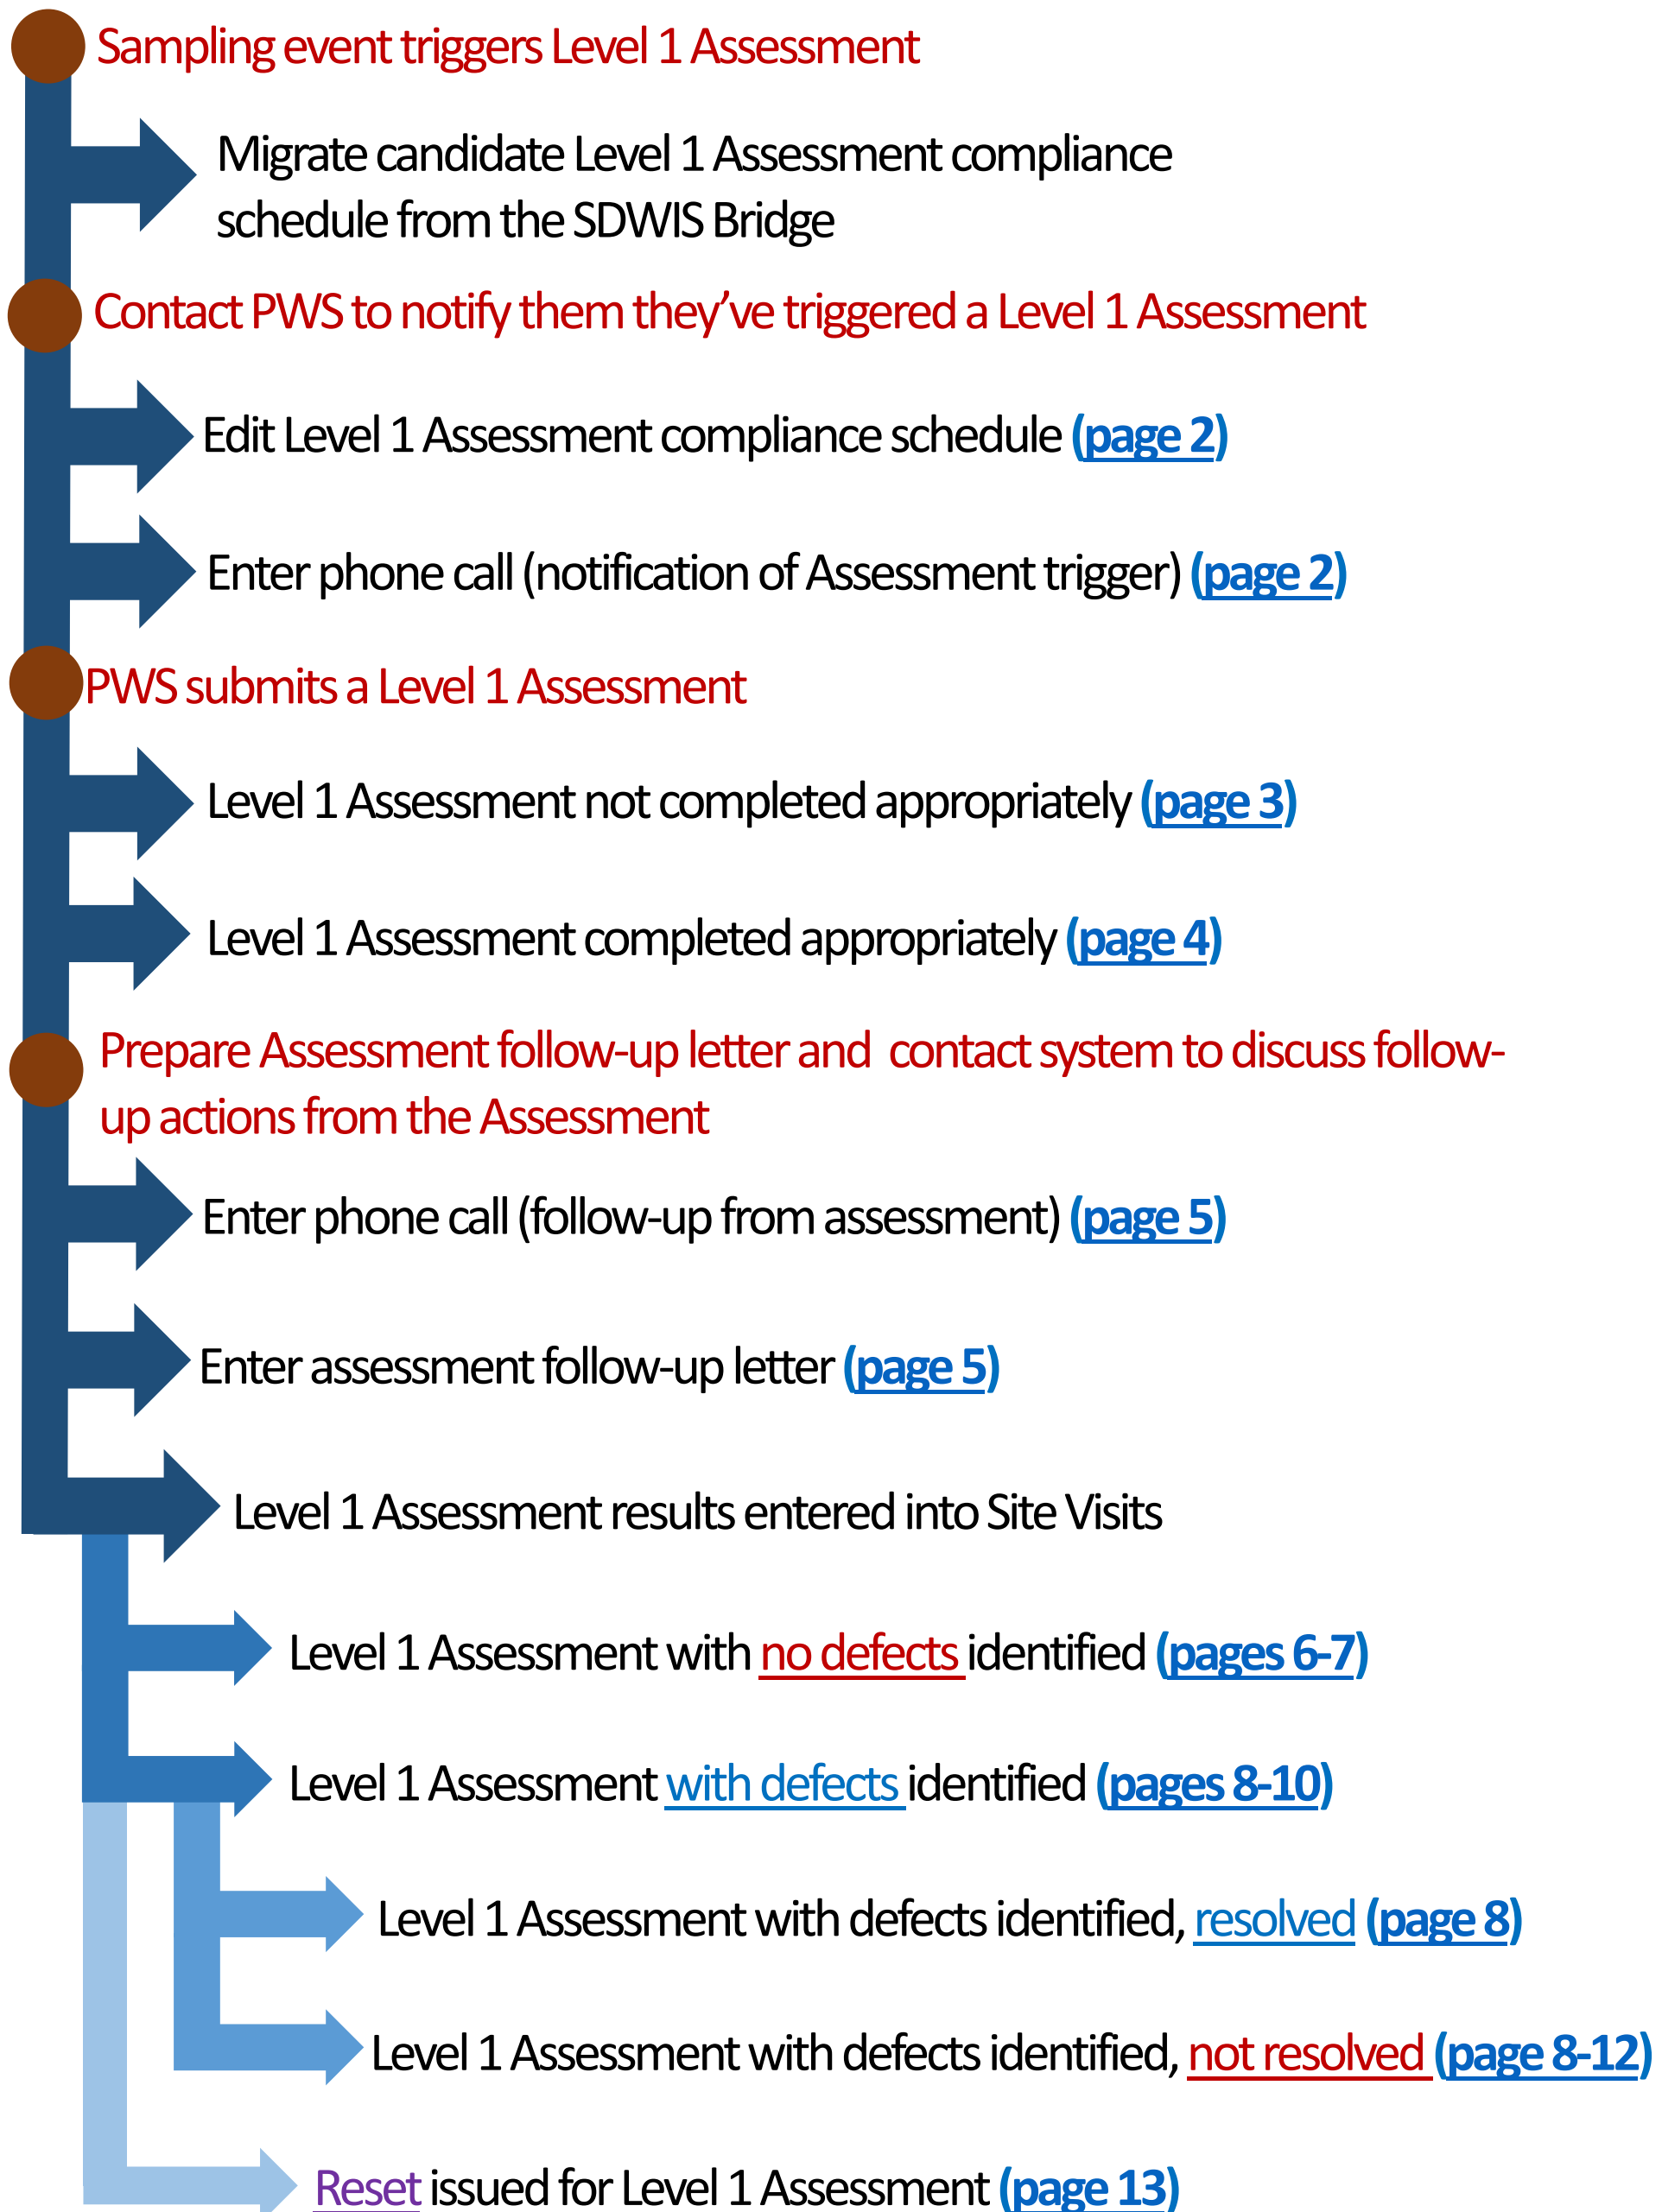 Sampling event triggers Level 1 Assessment
Migrate candidate Level 1 Assessment compliance
schedule from the SDWIS Bridge
Contact PWS to notify them they’ve triggered a Level 1 Assessment
Edit Level 1 Assessment compliance schedule (page 2)
Enter phone call (notification of Assessment trigger) (page 2)
PWS submits a Level 1 Assessment
Level 1 Assessment not completed appropriately (page 3)
Level 1 Assessment completed appropriately (page 4)
Prepare Assessment follow-up letter and contact system to discuss follow-
up actions from the Assessment
Enter phone call (follow-up from assessment) (page 5)
Enter assessment follow-up letter (page 5)
Level 1 Assessment results entered into Site Visits
Level 1 Assessment with no defects identified (pages 6-7)
Level 1 Assessment with defects identified (pages 8-10)
Level 1 Assessment with defects identified, resolved (page 8)
Level 1 Assessment with defects identified, not resolved (page 8-12)
Reset issued for Level 1 Assessment (page 13)